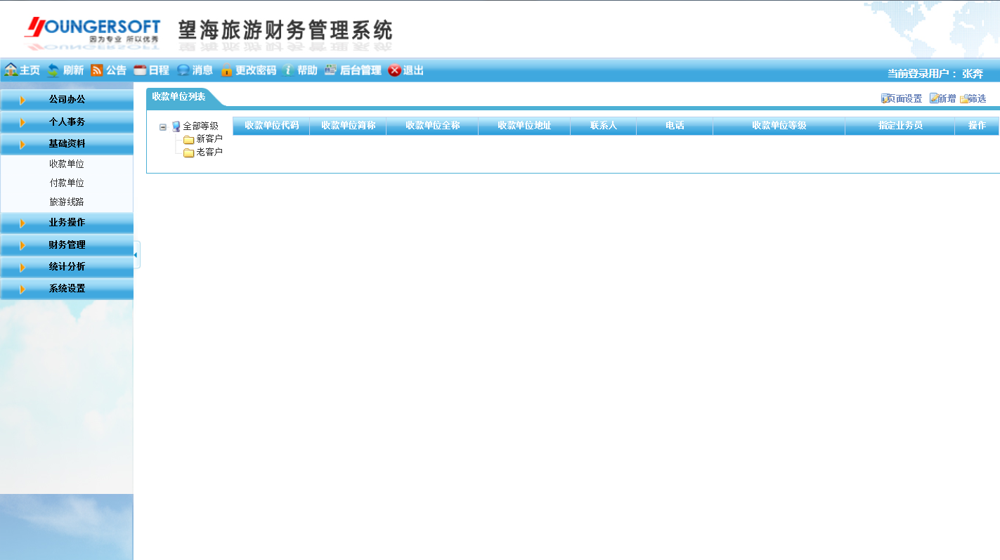 YOUNGERSOFT
因为专业 所以优秀
望海旅游财务管理系统
主页 刷新 公告 日程 消息 更改密码 帮助 后台管理 退出
当前登录用户： 张奔
公司办公
个人事务
基础资料
收款单位
付款单位
旅游线路
业务操作
财务管理
统计分析
系统设置
收款单位列表
页面设置 新增 筛选
全部等级
新客户
老客户
收款单位代码 收款单位简称 收款单位全称 收款单位地址 联系人 电话 收款单位等级 指定业务员 操作